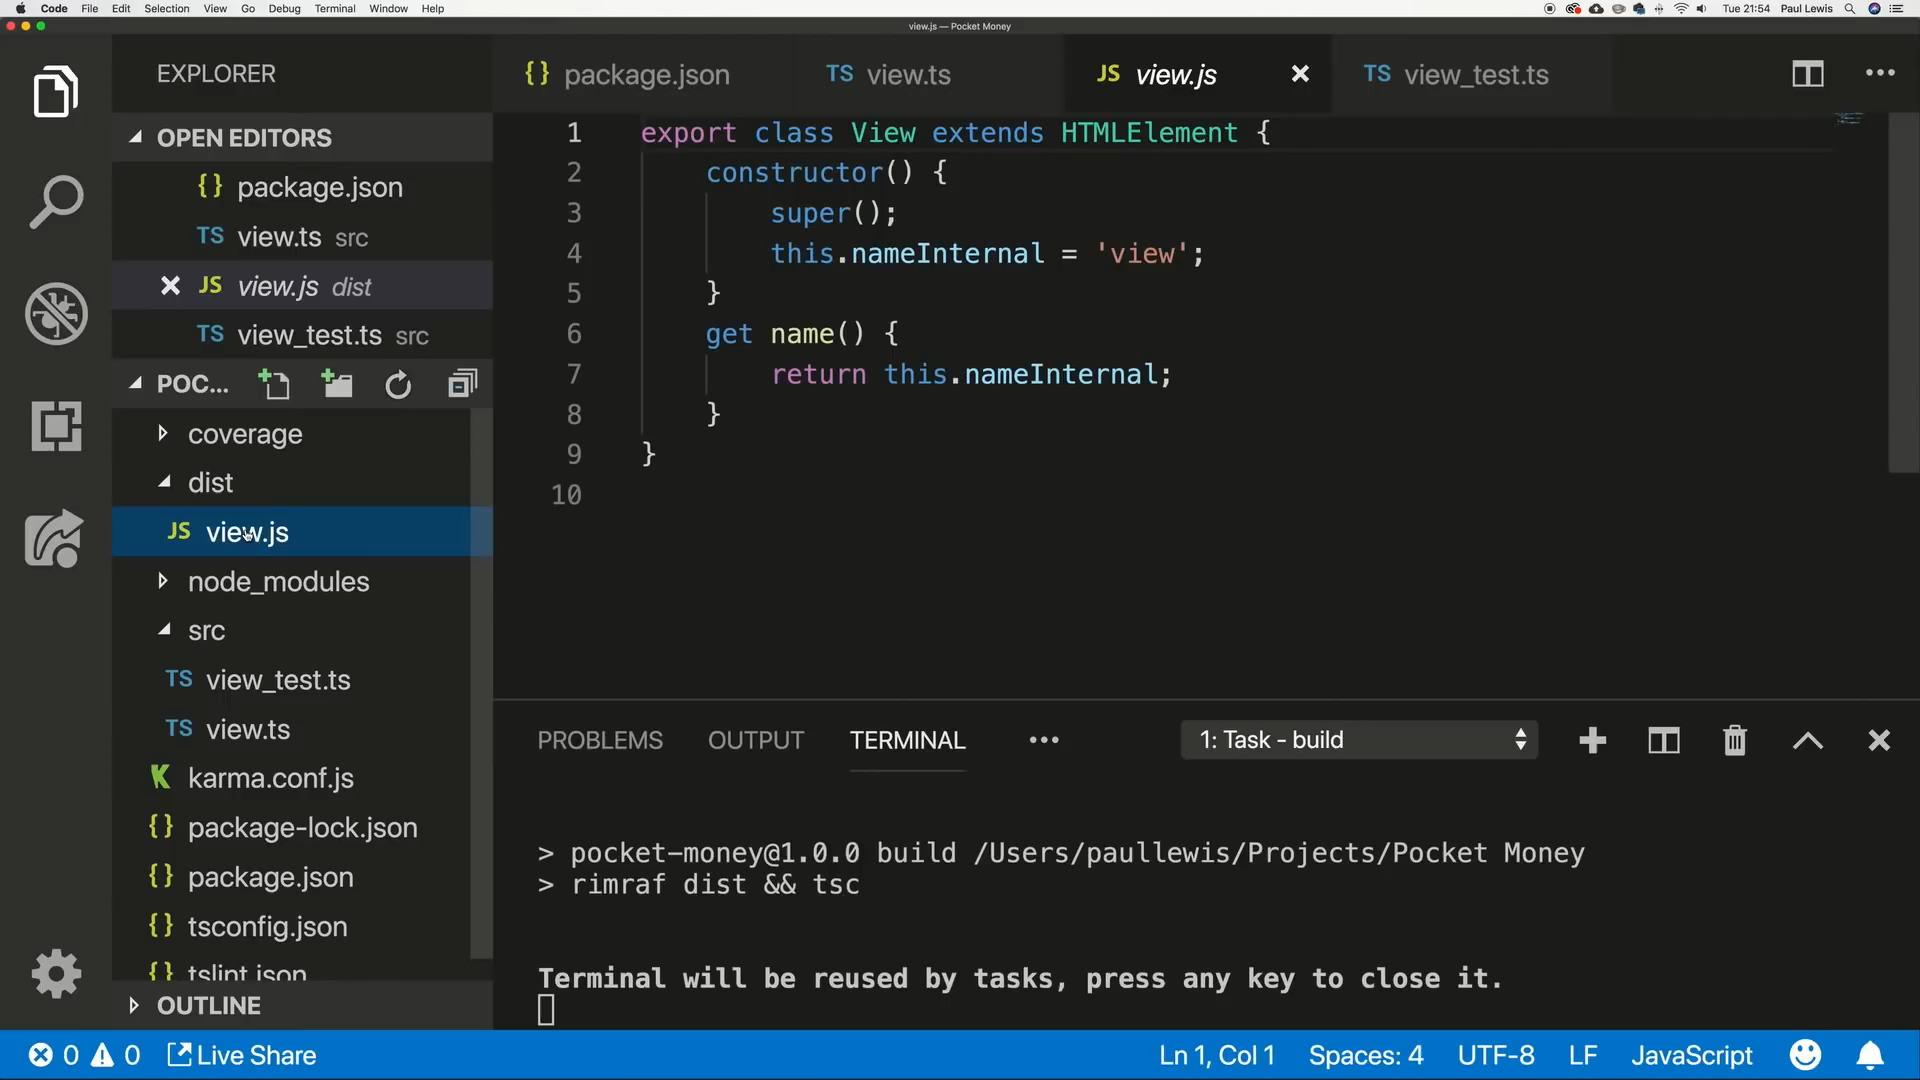 Code File Edit Selection View Go Debug Terminal Window Help Tue 21:54 Paul Lewis
view.js — Pocket Money
EXPLORER
OPEN EDITORS
{} package.json
TS view.ts src
JS view.js dist
TS view_test.ts src
POC...
coverage
dist
JS view.js
node_modules
src
TS view_test.ts
TS view.ts
K karma.conf.js
{} package-lock.json
{} package.json
{} tsconfig.json
{} tslint.json
OUTLINE
{} package.json TS view.ts JS view.js TS view_test.ts
1 export class View extends HTMLElement {
2 constructor() {
3 super();
4 this.nameInternal = 'view';
5 }
6 get name() {
7 return this.nameInternal;
8 }
9 }
10
PROBLEMS OUTPUT TERMINAL 1: Task - build
> pocket-money@1.0.0 build /Users/paullewis/Projects/Pocket Money
> rimraf dist && tsc
Terminal will be reused by tasks, press any key to close it.
0 0 Live Share Ln 1, Col 1 Spaces: 4 UTF-8 LF JavaScript